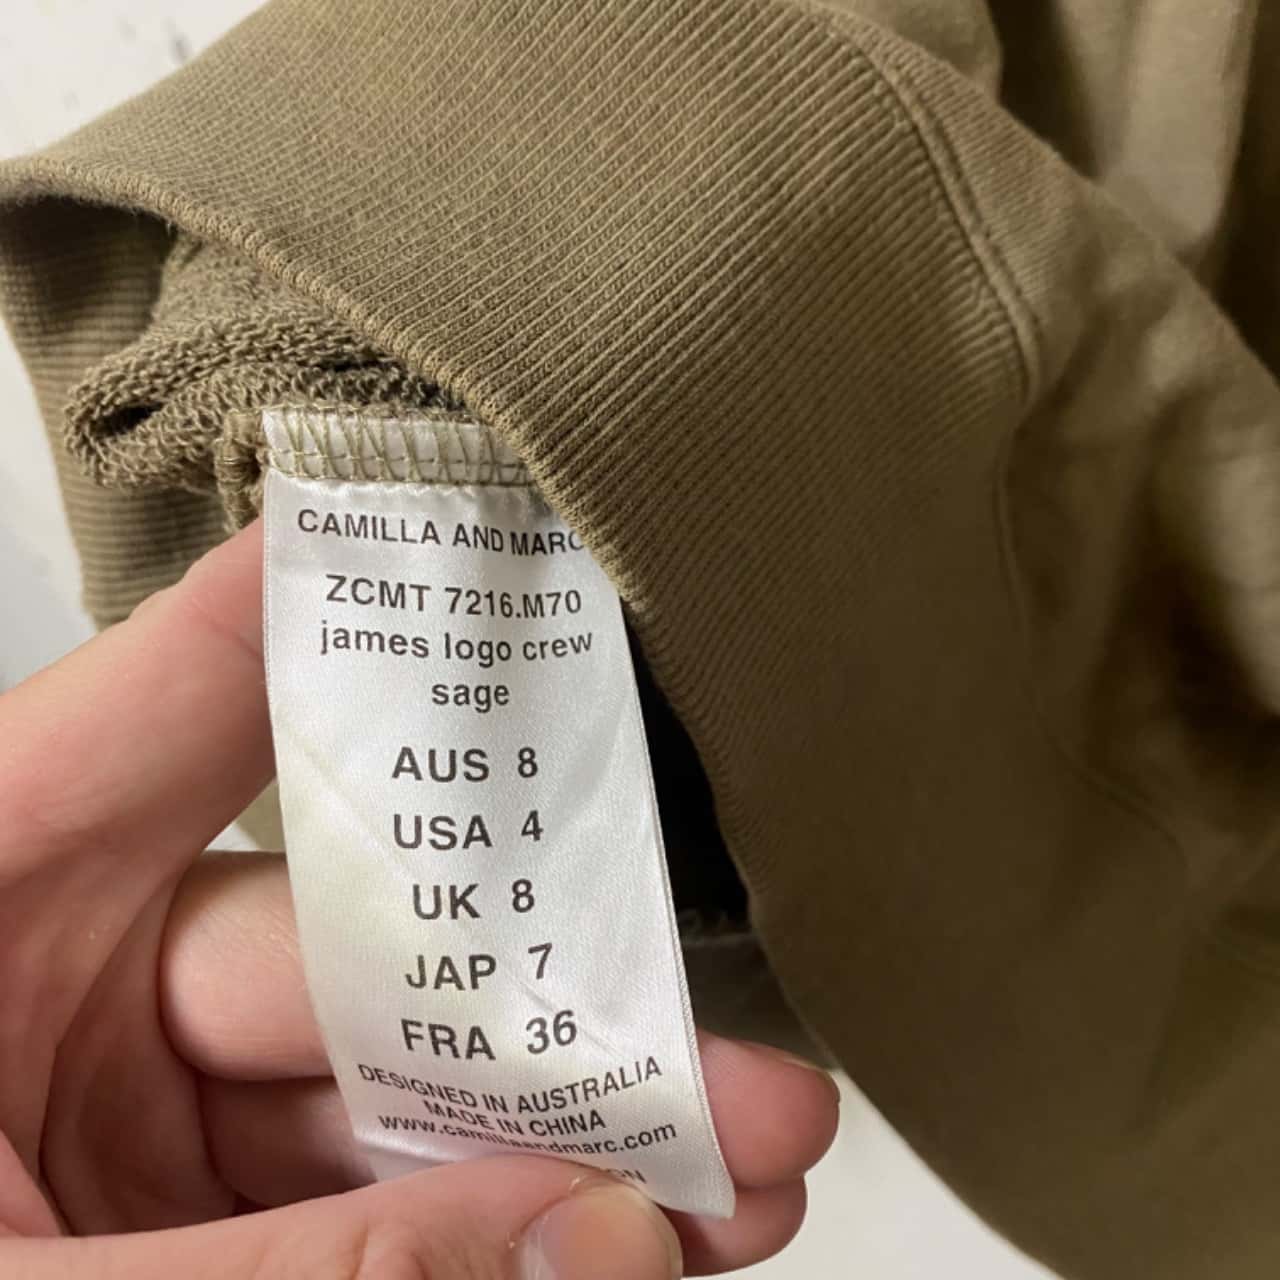 CAMILLA AND MARC
ZCMT 7216.M70
james logo crew
sage
AUS 8
USA 4
UK 8
JAP 7
FRA 36
DESIGNED IN AUSTRALIA
MADE IN CHINA
www.camillaandmarc.com